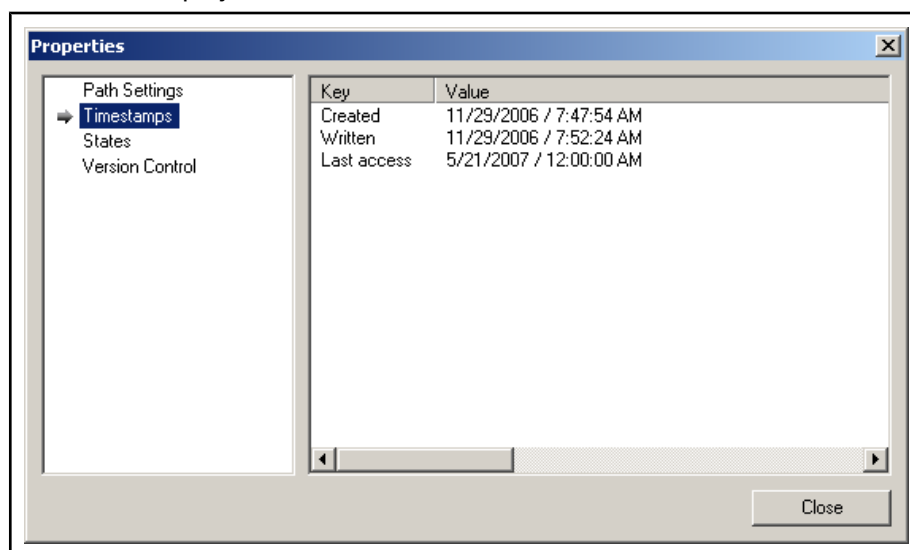 Properties
Path Settings
Timestamps
States
Version Control
Key Value
Created 11/29/2006 / 7:47:54 AM
Written 11/29/2006 / 7:52:24 AM
Last access 5/21/2007 / 12:00:00 AM
Close